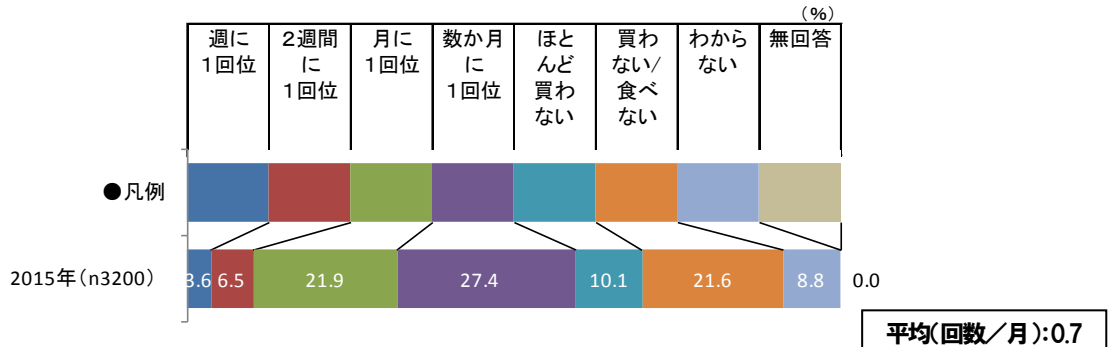 (%)
週に
1回位
2週間
に
1回位
月に
1回位
数か月
に
1回位
ほと
んど
買わ
ない
買わ
ない/
食べ
ない
わから
ない
無回答
●凡例
2015年(n3200)
3.6 6.5 21.9 27.4 10.1 21.6 8.8 0.0
平均(回数/月):0.7